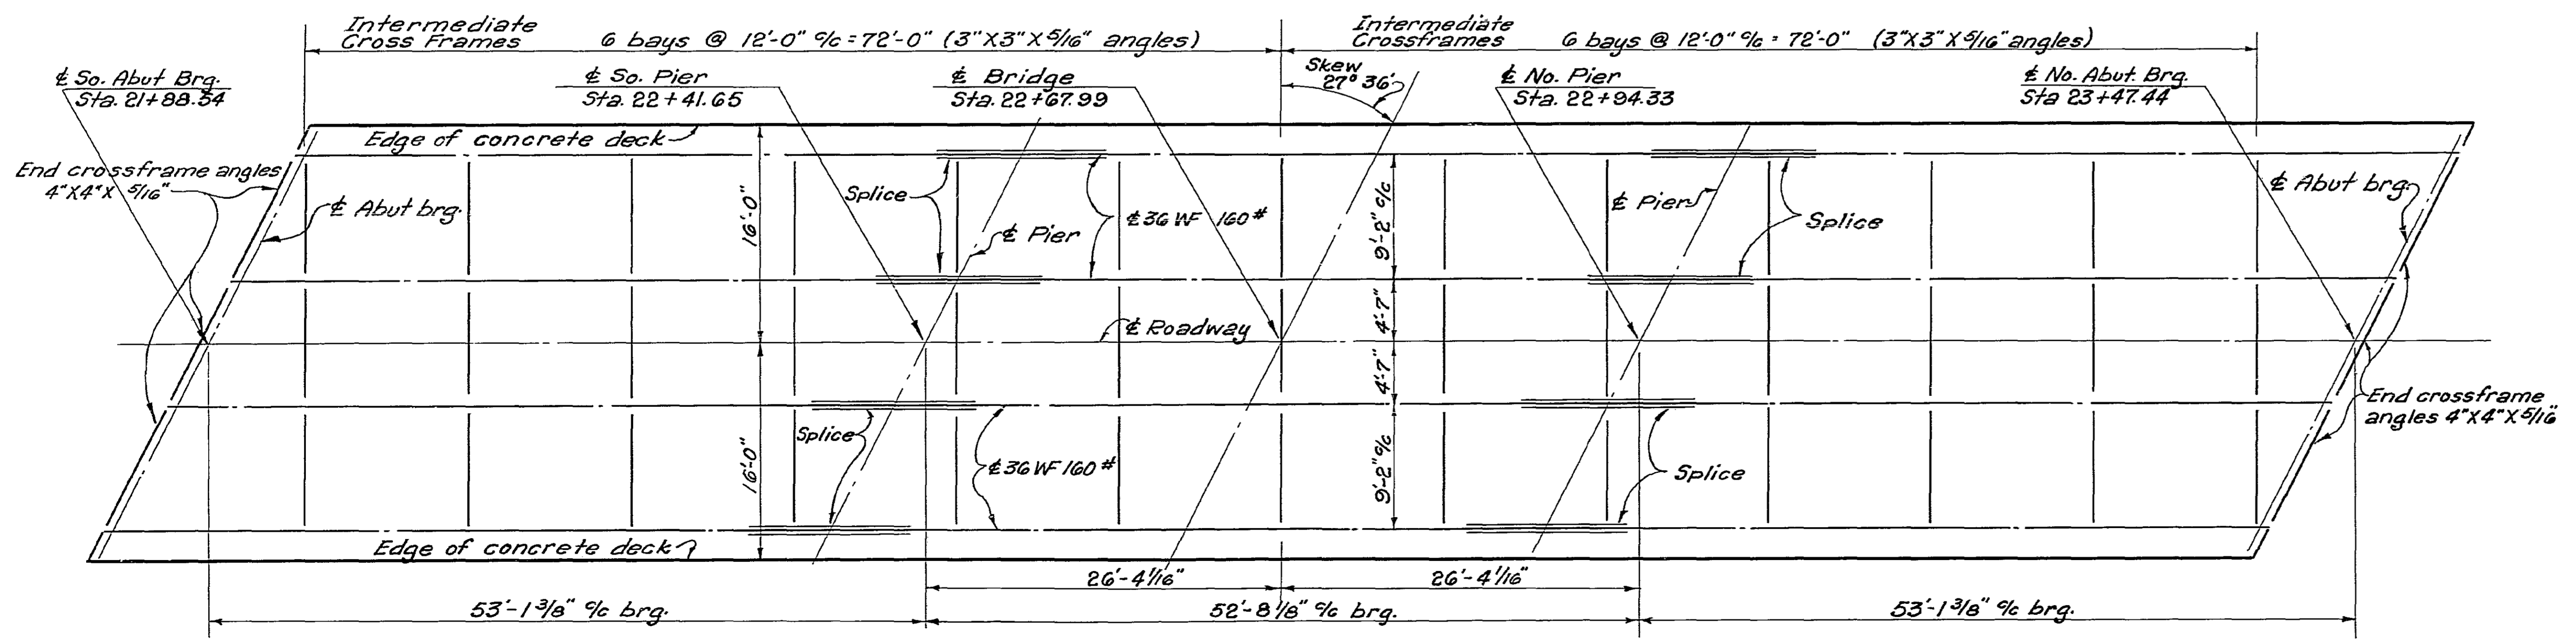 Intermediate
Cross Frames
6 bays @ 12'-0" c/c = 72'-0" (3"X3"X5/16" angles)
Intermediate
Crossframes
6 bays @ 12'-0" c/c = 72'-0" (3"X3"X5/16" angles)
℄ So. Abut Brg.
Sta. 21+88.54
℄ So. Pier
Sta. 22+41.65
℄ Bridge
Sta. 22+67.99
Skew
27° 36'
℄ No. Pier
Sta. 22+94.33
℄ No. Abut. Brg.
Sta 23+47.44
Edge of concrete deck
End crossframe angles
4"X4"X 5/16"
℄ Abut brg.
16'-0"
Splice
℄ 36 WF 160#
℄ Pier
9'-2" c/c
℄ Pier
Splice
℄ Abut brg.
4'-7"
℄ Roadway
4'-7"
End crossframe
angles 4"X4"X5/16
Splice
16'-0"
℄ 36 WF 160#
9'-2" c/c
Splice
Edge of concrete deck
26'-4 1/16"
26'-4 1/16"
53'-1 3/8" c/c brg.
52'-8 1/8" c/c brg.
53'-1 3/8" c/c brg.